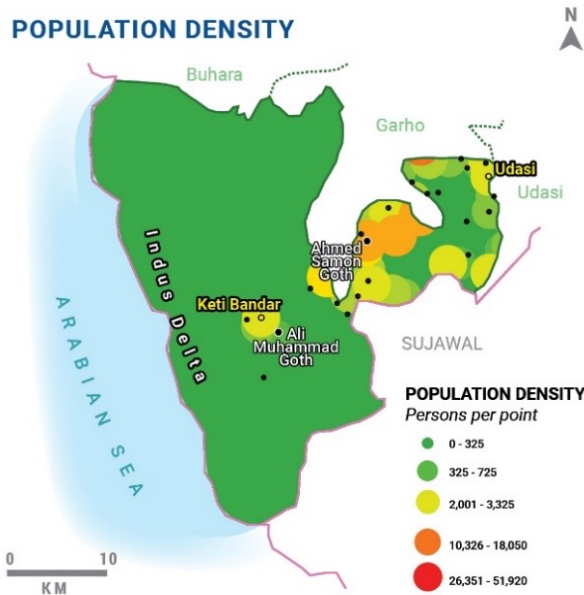 POPULATION DENSITY
N
Buhara
Garho
Udasi
Udasi
Ahmed
Samon
Goth
Indus Delta
Keti Bandar
Ali
Muhammad
Goth
ARABIAN SEA
SUJAWAL
POPULATION DENSITY
Persons per point
0 - 325
325 - 725
2,001 - 3,325
10,326 - 18,050
26,351 - 51,920
0 10
KM